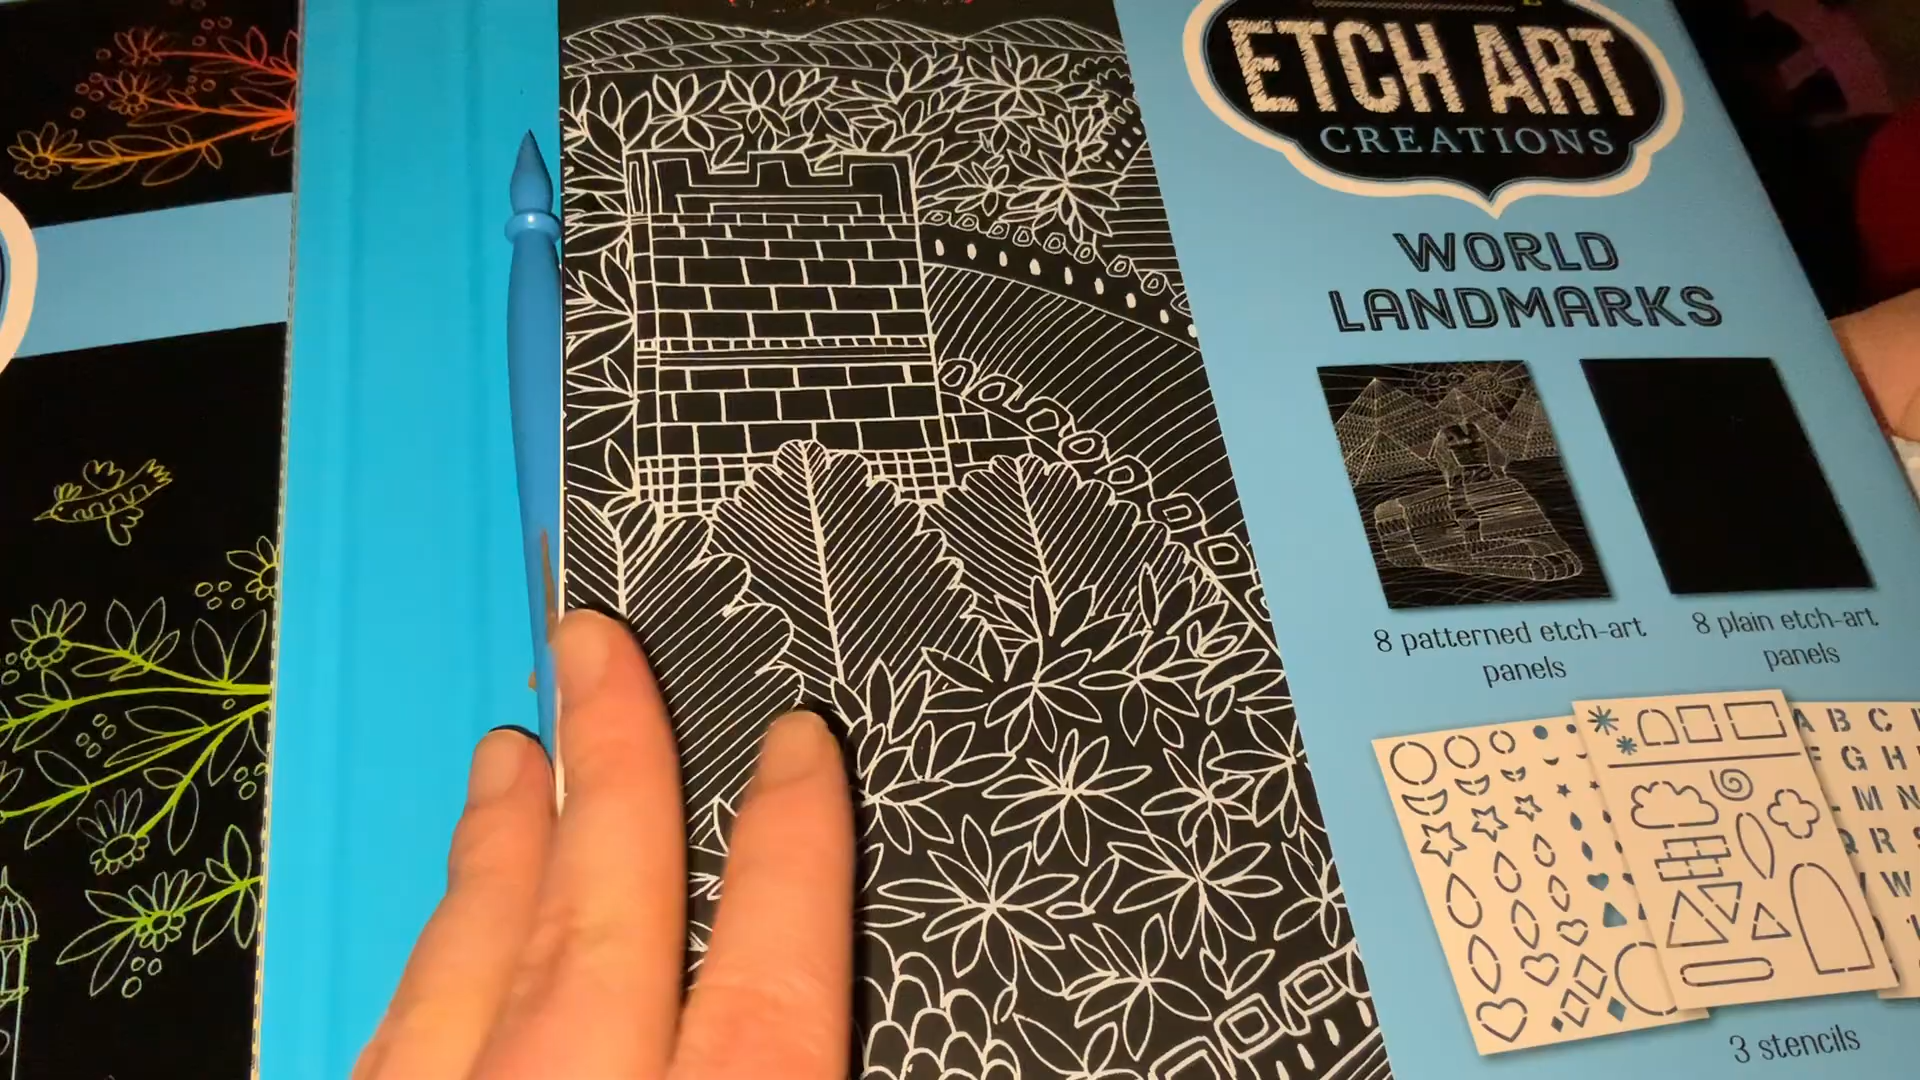 ETCH ART
CREATIONS
WORLD
LANDMARKS
8 patterned etch-art
panels
8 plain etch-art
panels
A B C
F G H
L M N
R S
W
3 stencils